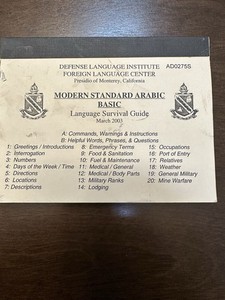 DEFENSE LANGUAGE INSTITUTE AD0275S
FOREIGN LANGUAGE CENTER
Presidio of Monterey, California
MODERN STANDARD ARABIC
BASIC
Language Survival Guide
March 2003
A: Commands, Warnings & Instructions
B: Helpful Words, Phrases, & Questions
1: Greetings / Introductions 8: Emergency Terms 15: Occupations
2: Interrogation 9: Food & Sanitation 16: Port of Entry
3: Numbers 10: Fuel & Maintenance 17: Relatives
4: Days of the Week / Time 11: Medical / General 18: Weather
5: Directions 12: Medical / Body Parts 19: General Military
6: Locations 13: Military Ranks 20: Mine Warfare
7: Descriptions 14: Lodging